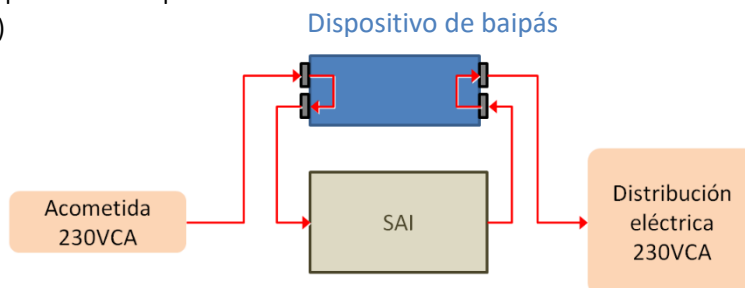 )
Dispositivo de baipás
Acometida
230VCA
SAI
Distribución
eléctrica
230VCA